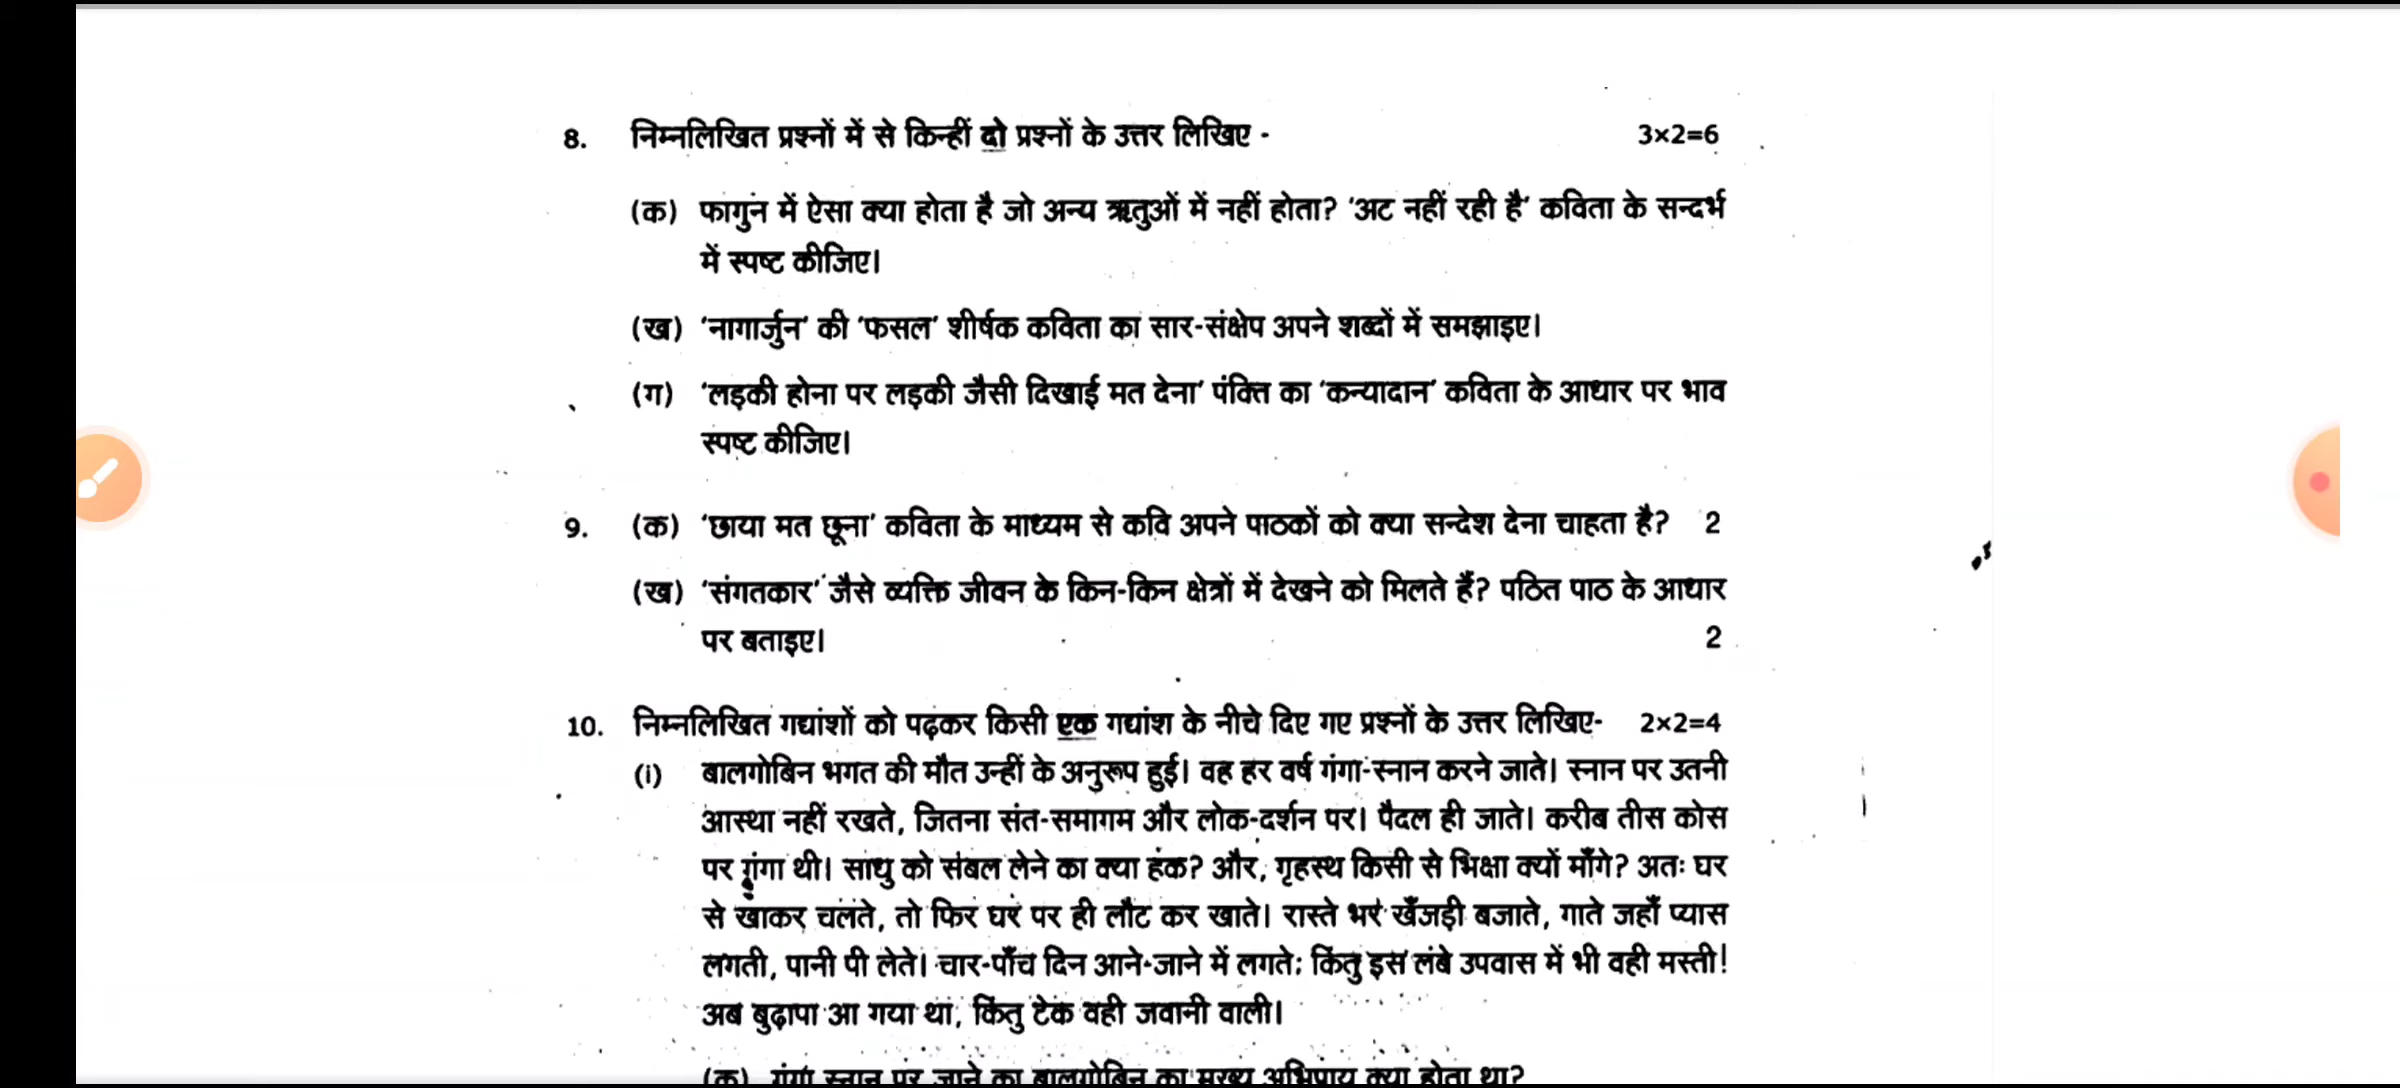 8. निम्नलिखित प्रश्नों में से किन्हीं दो प्रश्नों के उत्तर लिखिए - 3×2=6
(क) फागुन में ऐसा क्या होता है जो अन्य ऋतुओं में नहीं होता? ‘अट नहीं रही है’ कविता के सन्दर्भ
में स्पष्ट कीजिए।
(ख) ‘नागार्जुन’ की ‘फसल’ शीर्षक कविता का सार-संक्षेप अपने शब्दों में समझाइए।
(ग) ‘लड़की होना पर लड़की जैसी दिखाई मत देना’ पंक्ति का ‘कन्यादान’ कविता के आधार पर भाव
स्पष्ट कीजिए।
9. (क) ‘छाया मत छूना’ कविता के माध्यम से कवि अपने पाठकों को क्या सन्देश देना चाहता है? 2
(ख) ‘संगतकार’ जैसे व्यक्ति जीवन के किन-किन क्षेत्रों में देखने को मिलते हैं? पठित पाठ के आधार
पर बताइए। 2
10. निम्नलिखित गद्यांशों को पढ़कर किसी एक गद्यांश के नीचे दिए गए प्रश्नों के उत्तर लिखिए- 2×2=4
(i) बालगोबिन भगत की मौत उन्हीं के अनुरूप हुई। वह हर वर्ष गंगा-स्नान करने जाते। स्नान पर उतनी
आस्था नहीं रखते, जितना संत-समागम और लोक-दर्शन पर। पैदल ही जाते। करीब तीस कोस
पर गंगा थी। साधु को संबल लेने का क्या हक? और, गृहस्थ किसी से भिक्षा क्यों माँगे? अतः घर
से खाकर चलते, तो फिर घर पर ही लौट कर खाते। रास्ते भर खँजड़ी बजाते, गाते जहाँ प्यास
लगती, पानी पी लेते। चार-पाँच दिन आने-जाने में लगते; किंतु इस लंबे उपवास में भी वही मस्ती!
अब बुढ़ापा आ गया था, किंतु टेक वही जवानी वाली।
(क) गंगा स्नान पर जाने का बालगोबिन का मुख्य अभिप्राय क्या होता था?